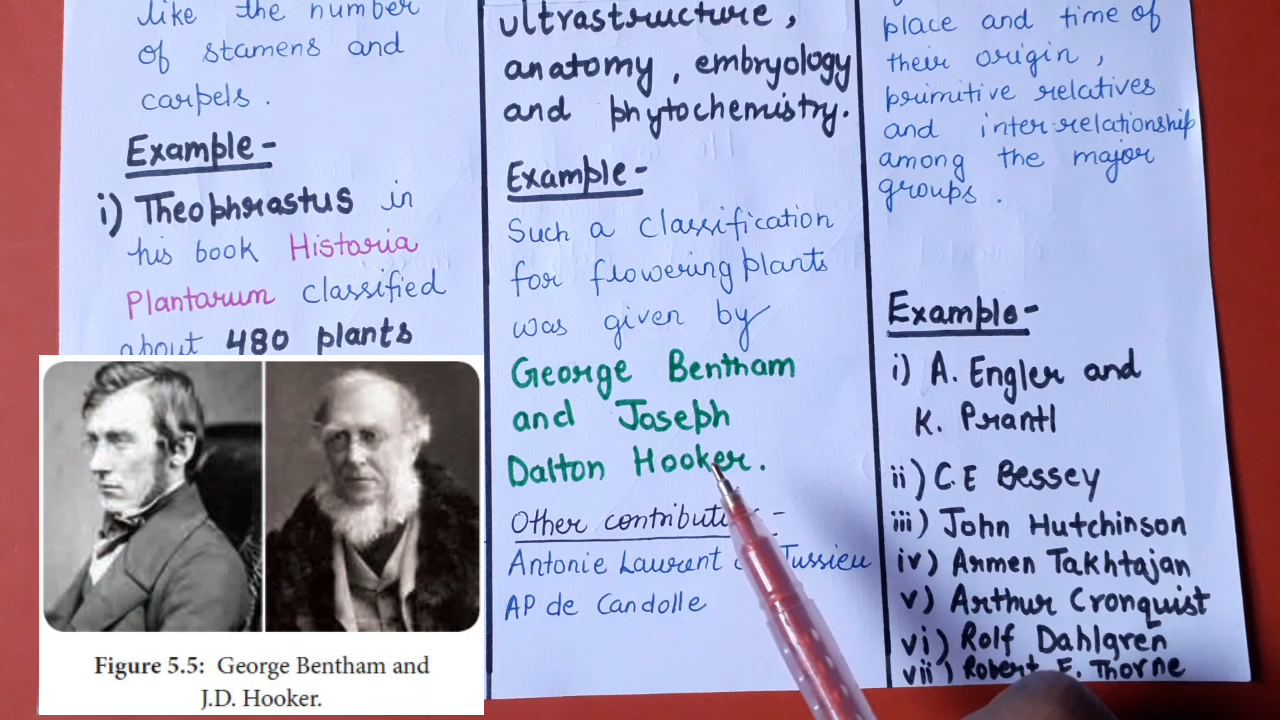 like the number
of stamens and
carpels.
Example-
i) Theophrastus in
his book Historia
Plantarum classified
about 480 plants
ultrastructure,
anatomy, embryology
and phytochemistry.
Example-
Such a classification
for flowering plants
was given by
George Bentham
and Joseph
Dalton Hooker.
Other contributi -
Antonie Laurent Jussieu
AP de Candolle
place and time of
their origin,
primitive relatives
and inter-relationship
among the major
groups.
Example-
i) A. Engler and
K. Prantl
ii) C.E Bessey
iii) John Hutchinson
iv) Armen Takhtajan
v) Arthur Cronquist
vi) Rolf Dahlgren
vii) Robert F. Thorne
Figure 5.5: George Bentham and
J.D. Hooker.